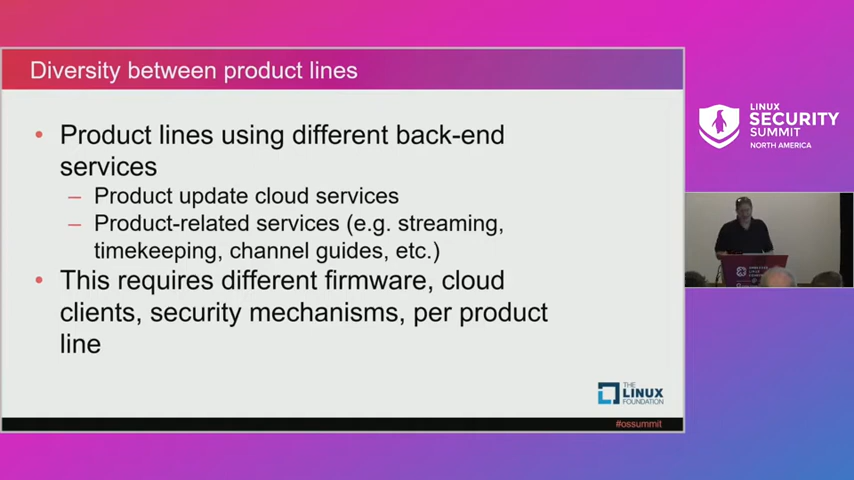 Diversity between product lines
• Product lines using different back-end
services
– Product update cloud services
– Product-related services (e.g. streaming,
timekeeping, channel guides, etc.)
• This requires different firmware, cloud
clients, security mechanisms, per product
line
THE
LINUX
FOUNDATION
#ossummit
LINUX
SECURITY
SUMMIT
NORTH AMERICA